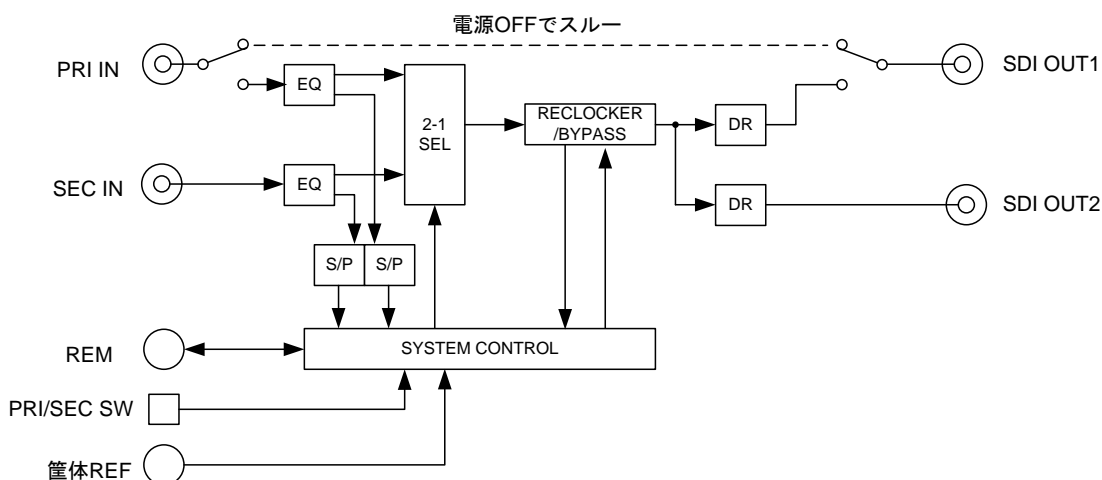 電源OFFでスルー
PRI IN
SDI OUT1
EQ
2-1
SEL
RECLOCKER
/BYPASS
DR
SEC IN
EQ
DR
SDI OUT2
S/P
S/P
REM
SYSTEM CONTROL
PRI/SEC SW
筐体REF